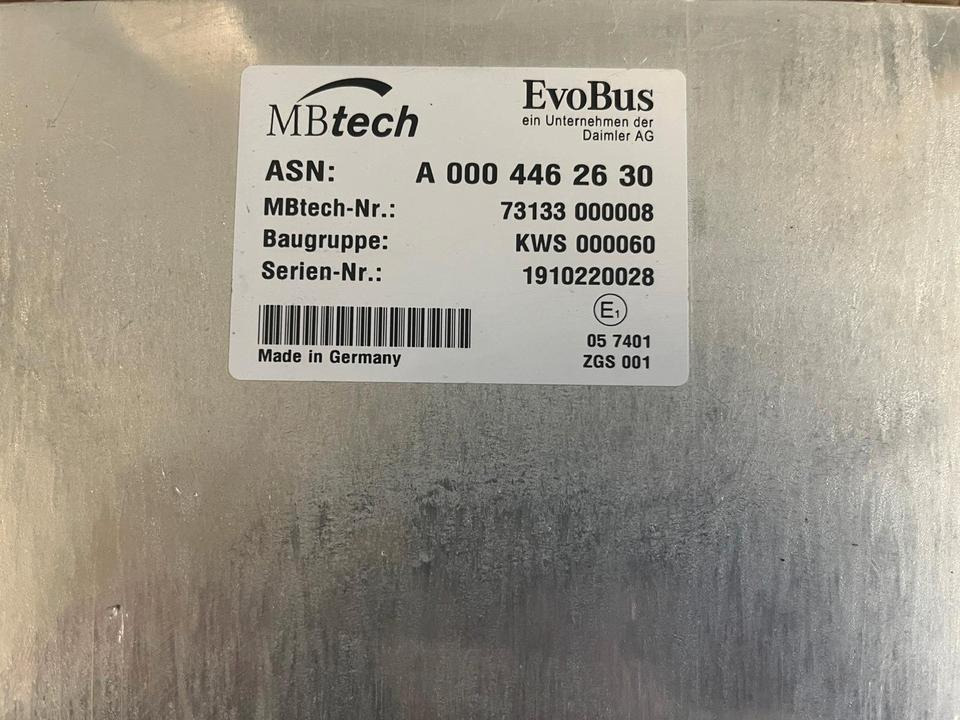 MBtech
EvoBus
ein Unternehmen der
Daimler AG
ASN: A 000 446 26 30
MBtech-Nr.: 73133 000008
Baugruppe: KWS 000060
Serien-Nr.: 1910220028
E1
05 7401
Made in Germany
ZGS 001